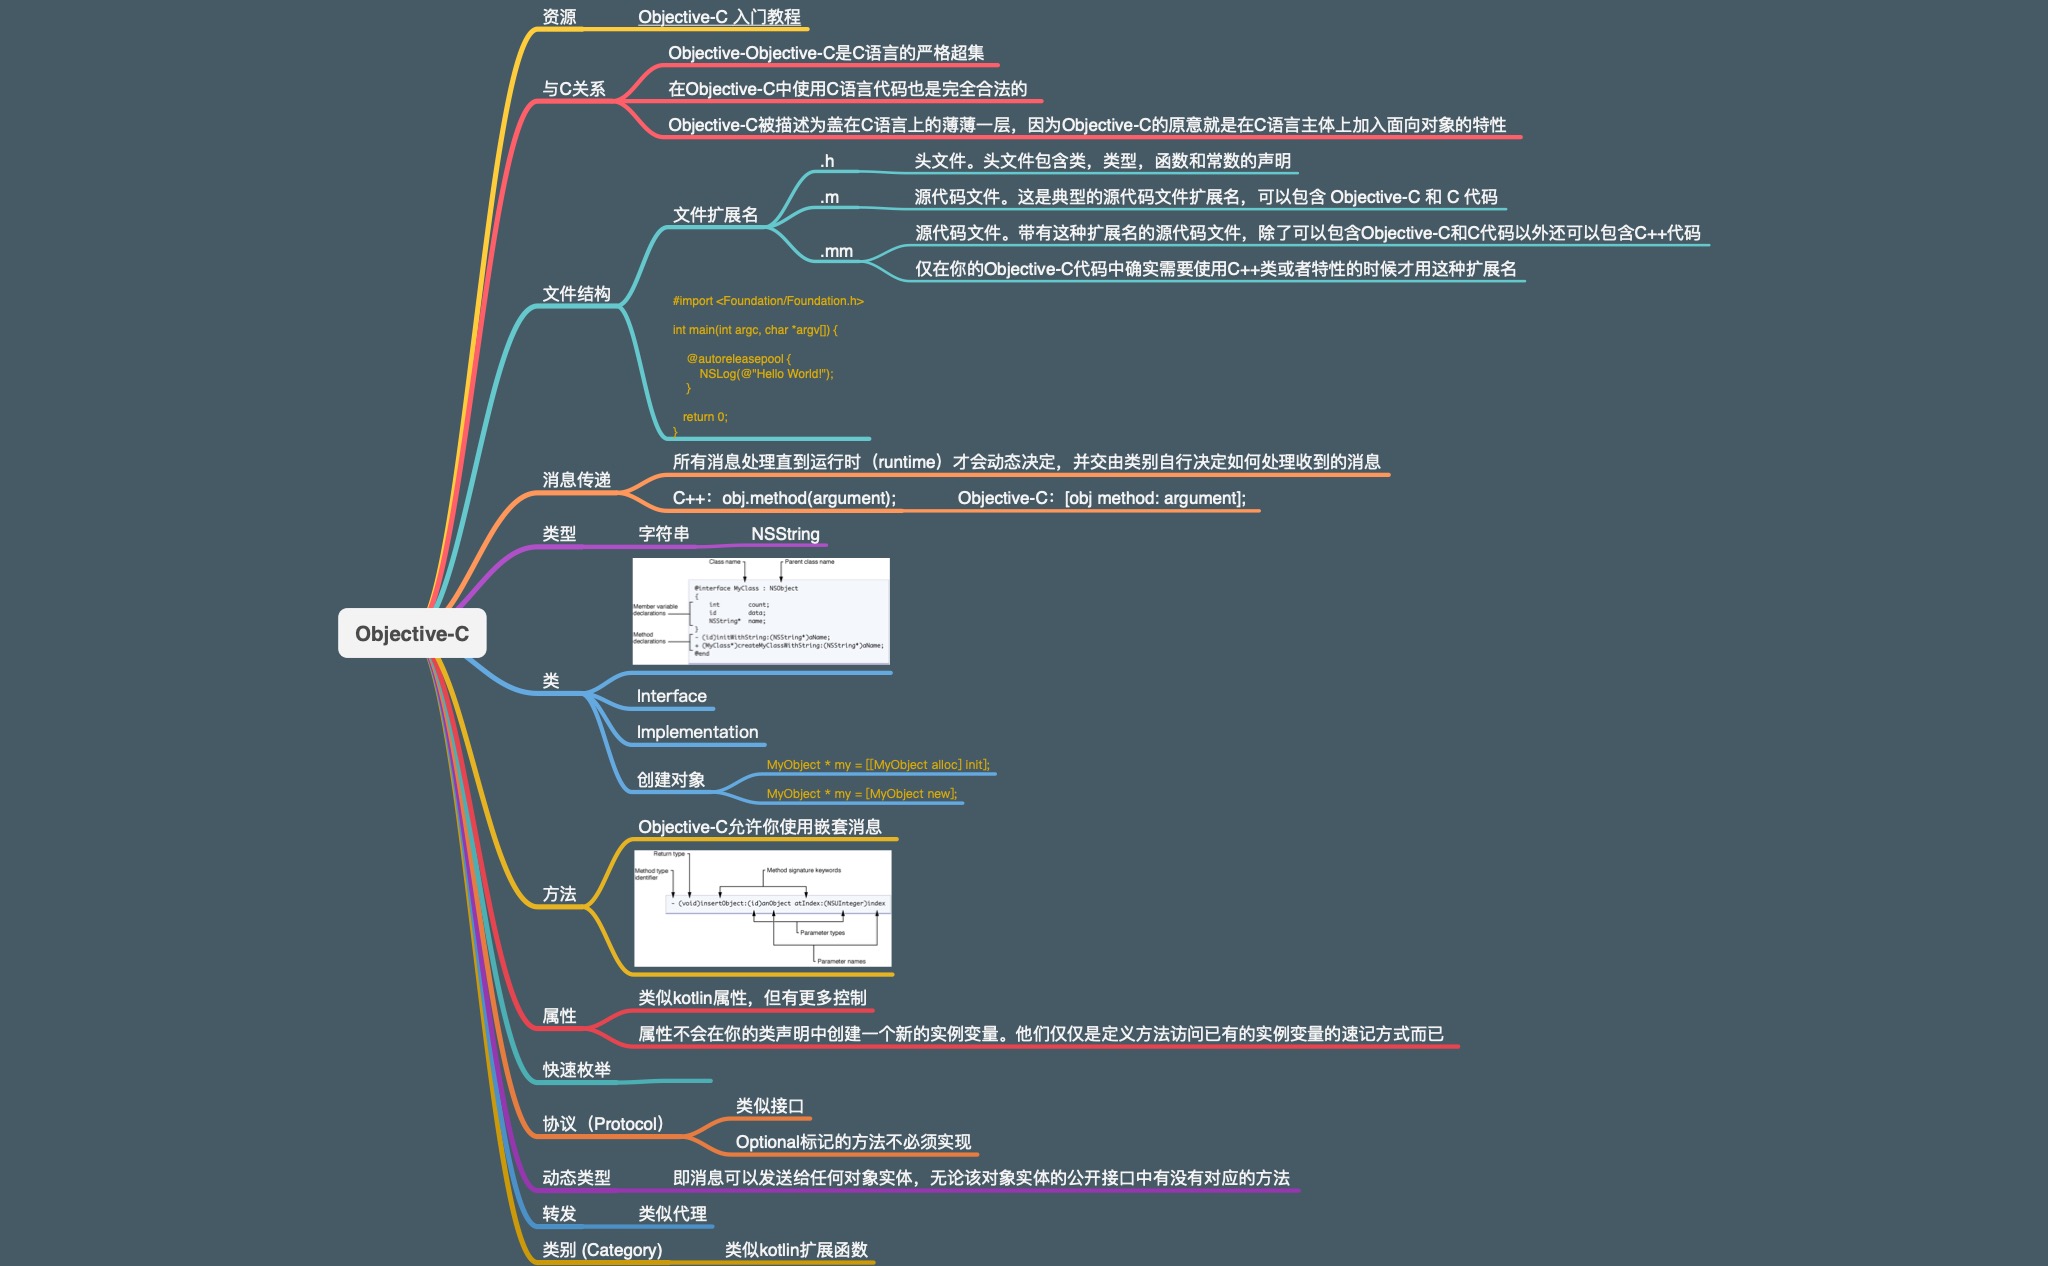 资源
Objective-C 入门教程
与C关系
Objective-Objective-C是C语言的严格超集
在Objective-C中使用C语言代码也是完全合法的
Objective-C被描述为盖在C语言上的薄薄一层，因为Objective-C的原意就是在C语言主体上加入面向对象的特性
文件结构
文件扩展名
.h
头文件。头文件包含类，类型，函数和常数的声明
.m
源代码文件。这是典型的源代码文件扩展名，可以包含 Objective-C 和 C 代码
.mm
源代码文件。带有这种扩展名的源代码文件，除了可以包含Objective-C和C代码以外还可以包含C++代码
仅在你的Objective-C代码中确实需要使用C++类或者特性的时候才用这种扩展名
#import <Foundation/Foundation.h>
int main(int argc, char *argv[]) {
@autoreleasepool {
NSLog(@"Hello World!");
}
return 0;
}
消息传递
所有消息处理直到运行时（runtime）才会动态决定，并交由类别自行决定如何处理收到的消息
C++：obj.method(argument);
Objective-C：[obj method: argument];
类型
字符串
NSString
Objective-C
类
Class name
Parent class name
@interface MyClass : NSObject
{
Member variable
declarations
int count;
id data;
NSString* name;
}
Method
declarations
- (id)initWithString:(NSString*)aName;
+ (MyClass*)createMyClassWithString:(NSString*)aName;
@end
Interface
Implementation
创建对象
MyObject * my = [[MyObject alloc] init];
MyObject * my = [MyObject new];
方法
Objective-C允许你使用嵌套消息
Return type
Method type
identifier
Method signature keywords
- (void)insertObject:(id)anObject atIndex:(NSUInteger)index
Parameter types
Parameter names
属性
类似kotlin属性，但有更多控制
属性不会在你的类声明中创建一个新的实例变量。他们仅仅是定义方法访问已有的实例变量的速记方式而已
快速枚举
协议（Protocol）
类似接口
Optional标记的方法不必须实现
动态类型
即消息可以发送给任何对象实体，无论该对象实体的公开接口中有没有对应的方法
转发
类似代理
类别 (Category)
类似kotlin扩展函数